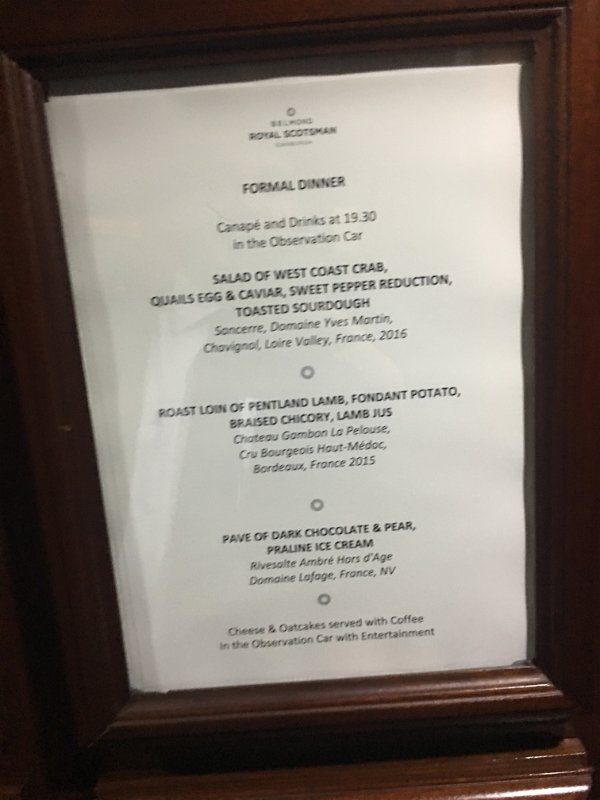 BELMOND
ROYAL SCOTSMAN
FORMAL DINNER
Canapé and Drinks at 19.30
in the Observation Car
SALAD OF WEST COAST CRAB,
QUAILS EGG & CAVIAR, SWEET PEPPER REDUCTION,
TOASTED SOURDOUGH
Sancerre, Domaine Yves Martin,
Chavignol, Loire Valley, France, 2016
ROAST LOIN OF PENTLAND LAMB, FONDANT POTATO,
BRAISED CHICORY, LAMB JUS
Chateau Gambon La Pelouse,
Cru Bourgeois Haut-Médoc,
Bordeaux, France 2015
PAVE OF DARK CHOCOLATE & PEAR,
PRALINE ICE CREAM
Rivesalte Ambré Hors d'Age
Domaine Lafage, France, NV
Cheese & Oatcakes served with Coffee
In the Observation Car with Entertainment